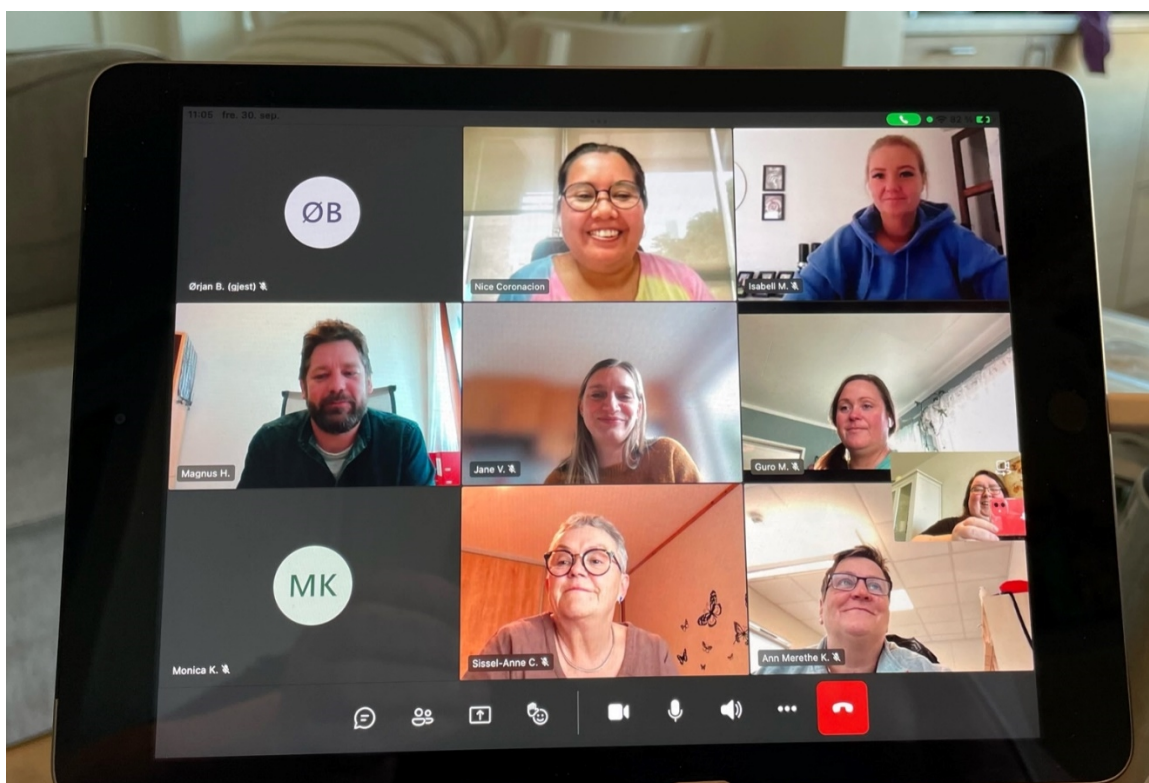 11:05 fre. 30. sep.
82 %
ØB
Ørjan B. (gjest)
Nice Coronacion
Isabell M.
Magnus H.
Jane V.
Guro M.
MK
Monica K.
Sissel-Anne C.
Ann Merethe K.